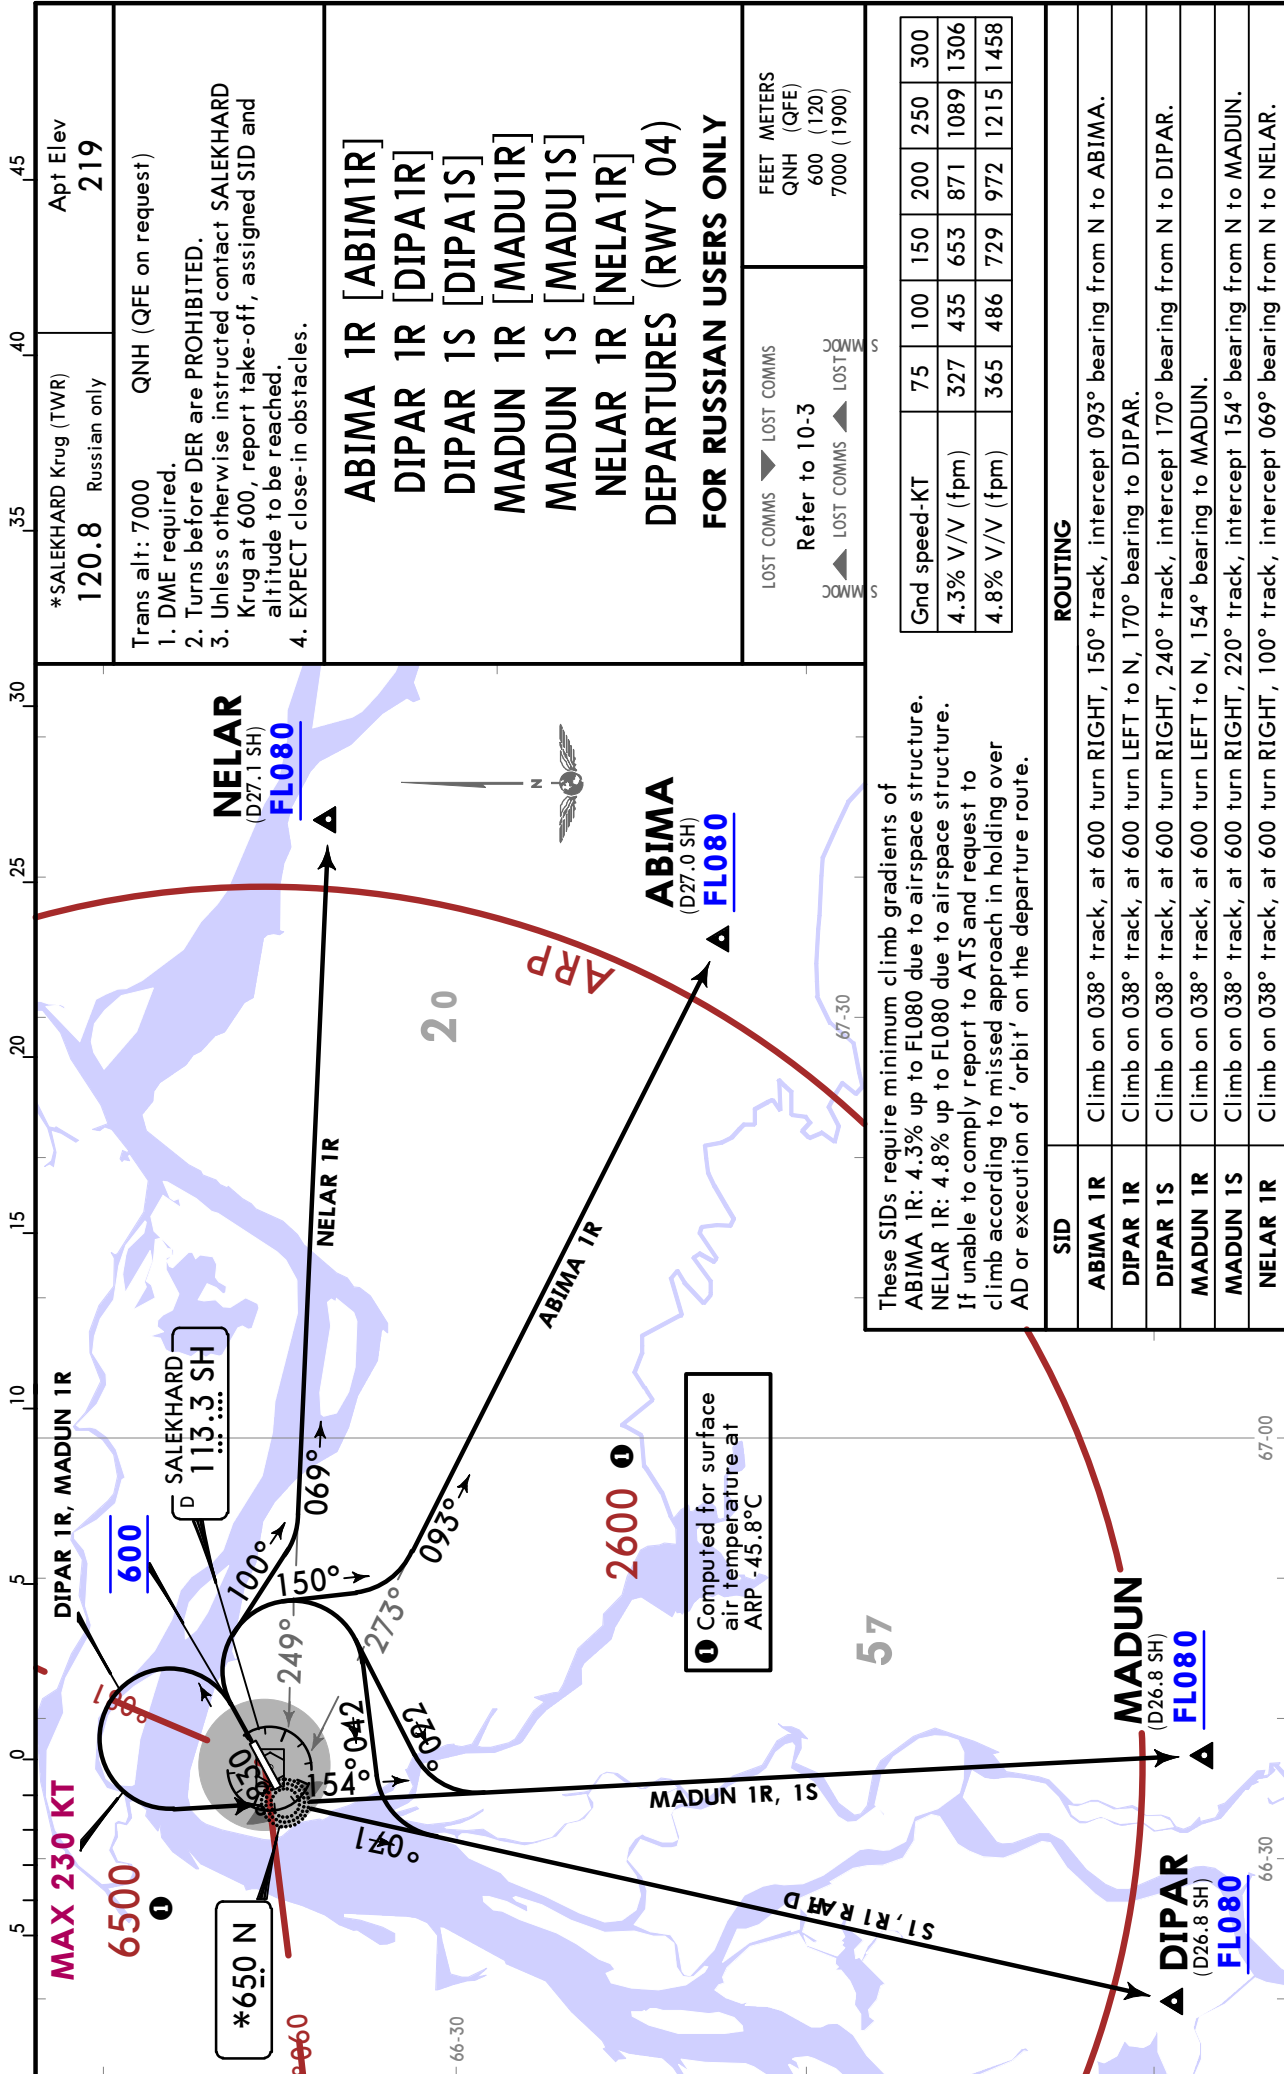 *SALEKHARD Krug (TWR)
120.8 Russian only
Apt Elev
219
Trans alt: 7000 QNH (QFE on request)
1. DME required.
2. Turns before DER are PROHIBITED.
3. Unless otherwise instructed contact SALEKHARD
Krug at 600, report take-off, assigned SID and
altitude to be reached.
4. EXPECT close-in obstacles.
ABIMA 1R [ABIM1R]
DIPAR 1R [DIPA1R]
DIPAR 1S [DIPA1S]
MADUN 1R [MADU1R]
MADUN 1S [MADU1S]
NELAR 1R [NELA1R]
DEPARTURES (RWY 04)
FOR RUSSIAN USERS ONLY
LOST COMMS LOST COMMS
Refer to 10-3
LOST COMMS LOST
FEET METERS
QNH (QFE)
600 (120)
7000 (1900)
5 0 5 10 15 20 25 30 35 40 45
MAX 230 KT
DIPAR 1R, MADUN 1R
6500 1
600
D SALEKHARD
113.3 SH
*650 N
NELAR
(D27.1 SH)
FL080
N
ABIMA
(D27.0 SH)
FL080
ARP
20
100°
069°
150°
249°
093°
273°
154°
NELAR 1R
ABIMA 1R
2600 1
1 Computed for surface
air temperature at
ARP -45.8°C
57
MADUN 1R, 1S
MADUN
(D26.8 SH)
FL080
DIPAR
(D26.8 SH)
FL080
66-30
67-30
66-30
67-00
These SIDs require minimum climb gradients of
ABIMA 1R: 4.3% up to FL080 due to airspace structure.
NELAR 1R: 4.8% up to FL080 due to airspace structure.
If unable to comply report to ATS and request to
climb according to missed approach in holding over
AD or execution of 'orbit' on the departure route.
Gnd speed-KT 75 100 150 200 250 300
4.3% V/V (fpm) 327 435 653 871 1089 1306
4.8% V/V (fpm) 365 486 729 972 1215 1458
SID ROUTING
ABIMA 1R Climb on 038° track, at 600 turn RIGHT, 150° track, intercept 093° bearing from N to ABIMA.
DIPAR 1R Climb on 038° track, at 600 turn LEFT to N, 170° bearing to DIPAR.
DIPAR 1S Climb on 038° track, at 600 turn RIGHT, 240° track, intercept 170° bearing from N to DIPAR.
MADUN 1R Climb on 038° track, at 600 turn LEFT to N, 154° bearing to MADUN.
MADUN 1S Climb on 038° track, at 600 turn RIGHT, 220° track, intercept 154° bearing from N to MADUN.
NELAR 1R Climb on 038° track, at 600 turn RIGHT, 100° track, intercept 069° bearing from N to NELAR.